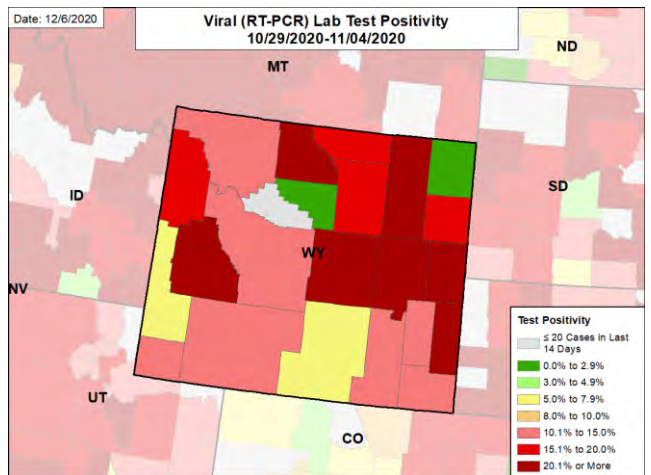 Date: 12/6/2020
Viral (RT-PCR) Lab Test Positivity
10/29/2020-11/04/2020
ND
MT
ID
SD
WY
NV
UT
CO
Test Positivity
≤ 20 Cases in Last
14 Days
0.0% to 2.9%
3.0% to 4.9%
5.0% to 7.9%
8.0% to 10.0%
10.1% to 15.0%
15.1% to 20.0%
20.1% or More